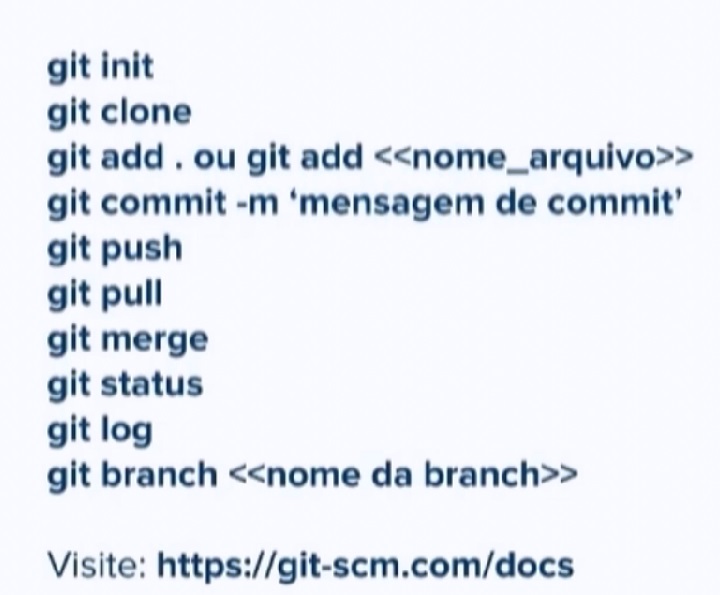 git init
git clone
git add . ou git add <<nome_arquivo>>
git commit -m ‘mensagem de commit’
git push
git pull
git merge
git status
git log
git branch <<nome da branch>>
Visite: https://git-scm.com/docs